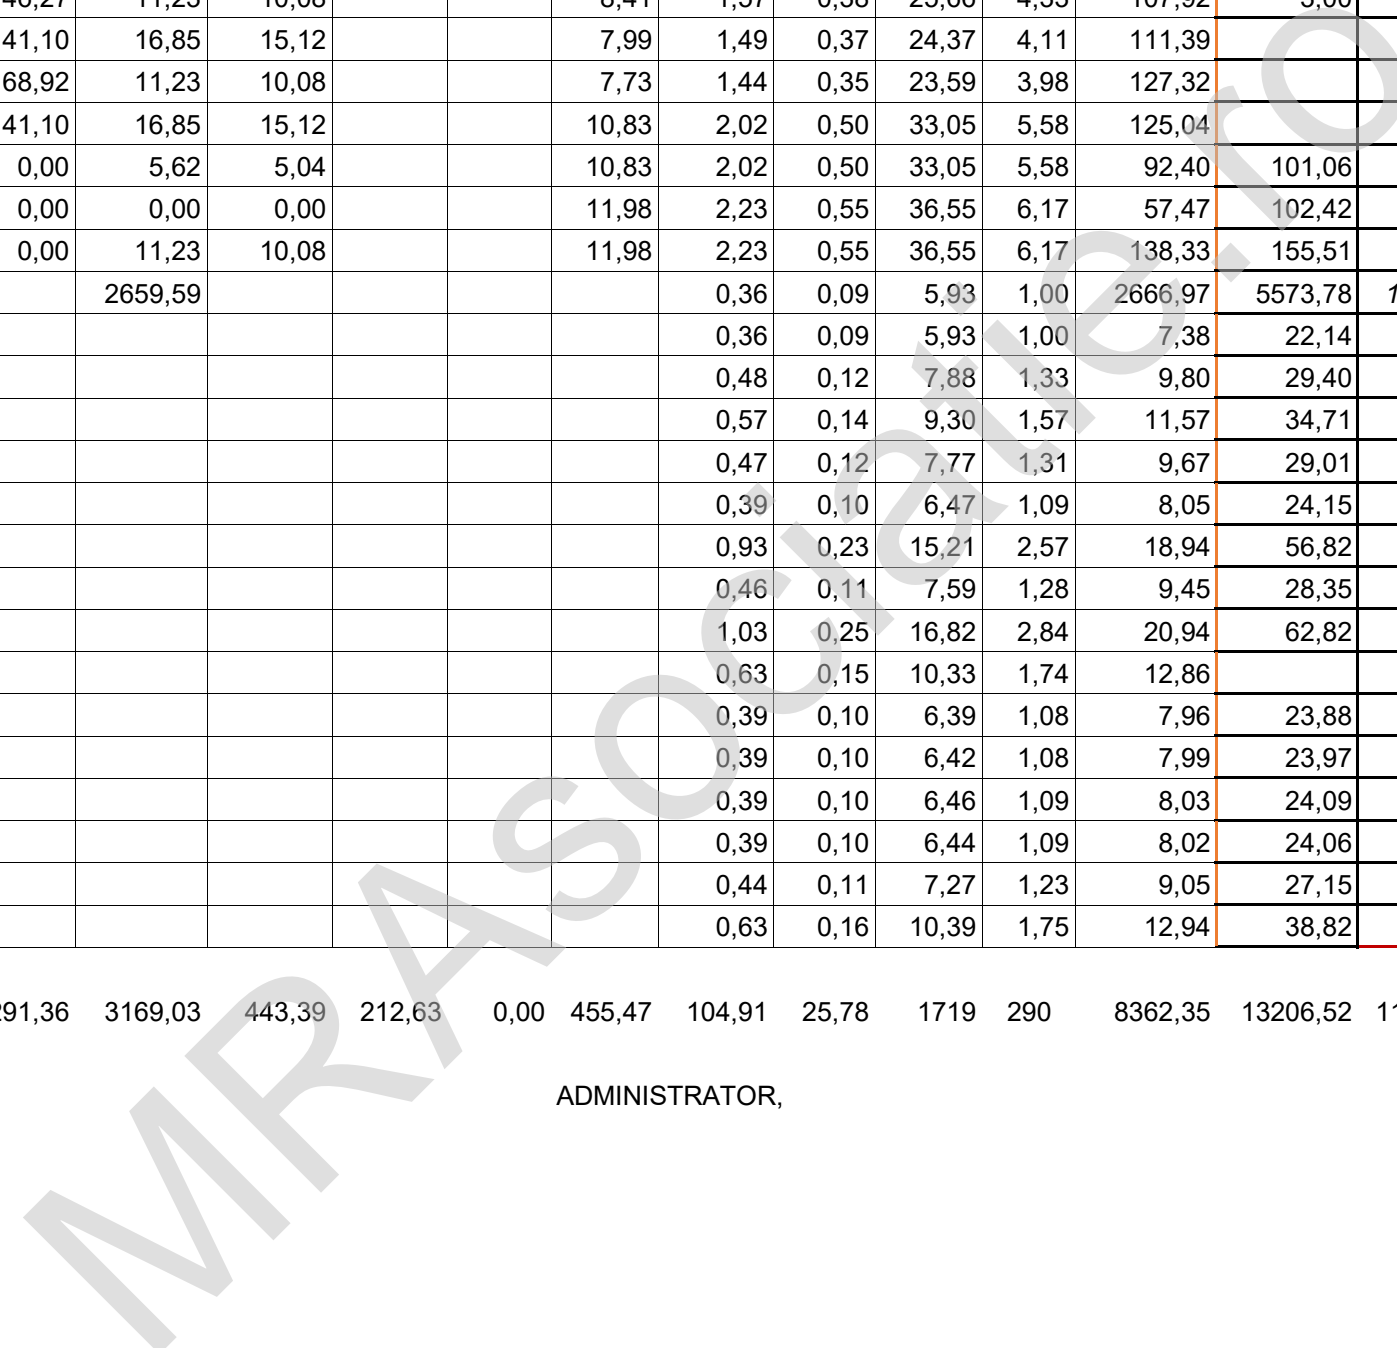 41,10 16,85 15,12 7,99 1,49 0,37 24,37 4,11 111,39
68,92 11,23 10,08 7,73 1,44 0,35 23,59 3,98 127,32
41,10 16,85 15,12 10,83 2,02 0,50 33,05 5,58 125,04
0,00 5,62 5,04 10,83 2,02 0,50 33,05 5,58 92,40 101,06
0,00 0,00 0,00 11,98 2,23 0,55 36,55 6,17 57,47 102,42
0,00 11,23 10,08 11,98 2,23 0,55 36,55 6,17 138,33 155,51
2659,59 0,36 0,09 5,93 1,00 2666,97 5573,78
0,36 0,09 5,93 1,00 7,38 22,14
0,48 0,12 7,88 1,33 9,80 29,40
0,57 0,14 9,30 1,57 11,57 34,71
0,47 0,12 7,77 1,31 9,67 29,01
0,39 0,10 6,47 1,09 8,05 24,15
0,93 0,23 15,21 2,57 18,94 56,82
0,46 0,11 7,59 1,28 9,45 28,35
1,03 0,25 16,82 2,84 20,94 62,82
0,63 0,15 10,33 1,74 12,86
0,39 0,10 6,39 1,08 7,96 23,88
0,39 0,10 6,42 1,08 7,99 23,97
0,39 0,10 6,46 1,09 8,03 24,09
0,39 0,10 6,44 1,09 8,02 24,06
0,44 0,11 7,27 1,23 9,05 27,15
0,63 0,16 10,39 1,75 12,94 38,82
291,36 3169,03 443,39 212,63 0,00 455,47 104,91 25,78 1719 290 8362,35 13206,52
ADMINISTRATOR,
MRAsociatie.ro